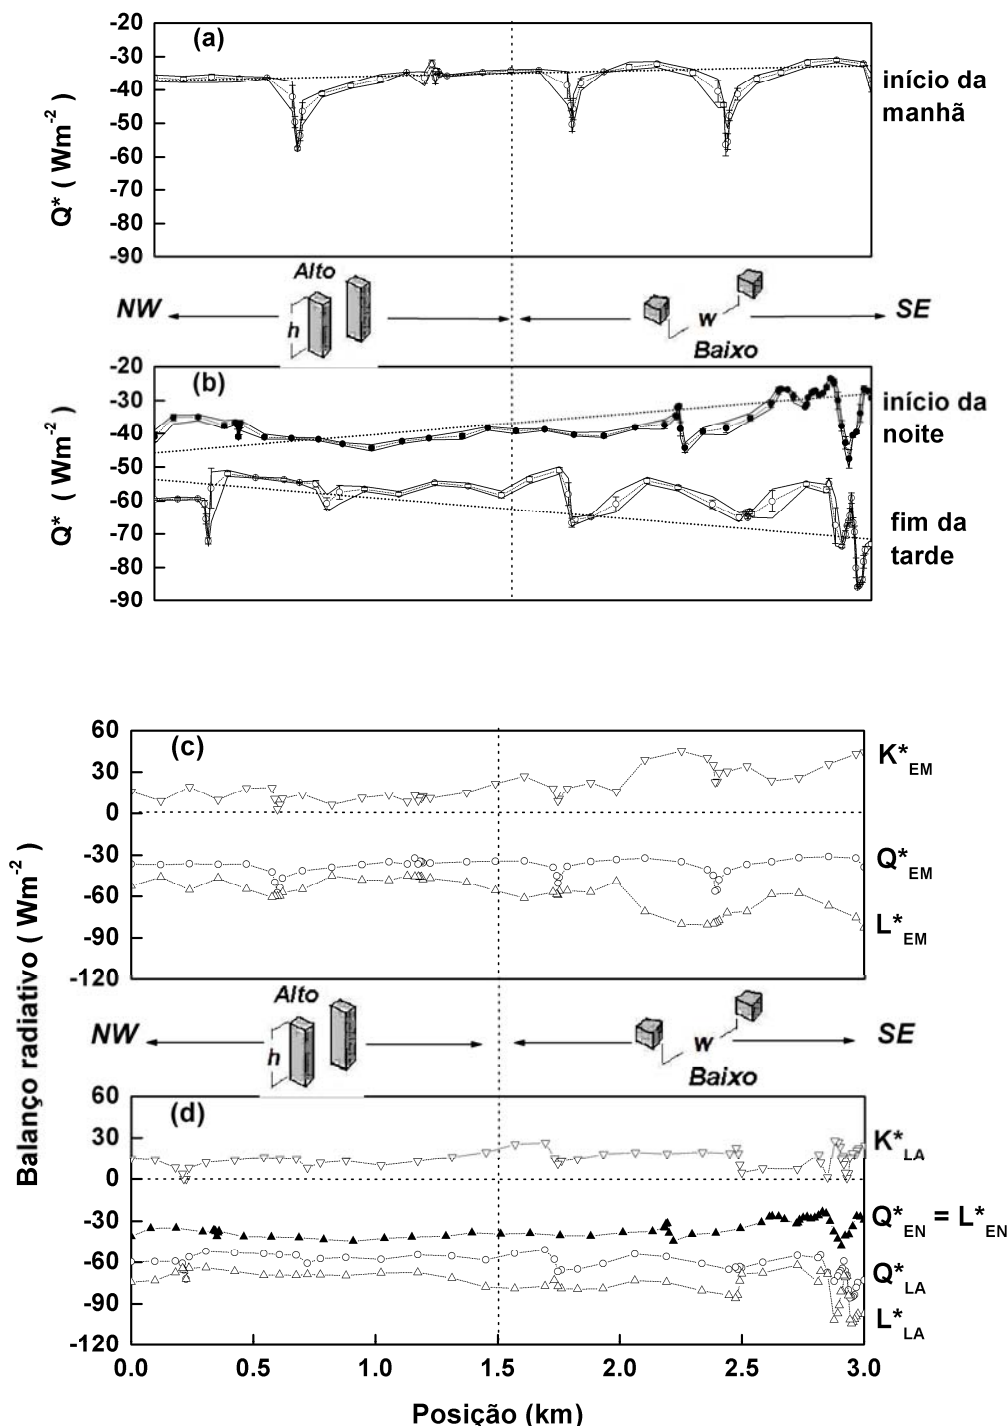 (a)
-20
-30
-40
-50
-60
-70
-80
-90
Q* ( Wm-2 )
início da
manhã
NW
Alto
h
w
Baixo
SE
(b)
-20
-30
-40
-50
-60
-70
-80
-90
Q* ( Wm-2 )
início da
noite
fim da
tarde
Balanço radiativo ( Wm-2 )
(c)
60
30
0
-30
-60
-90
-120
K*EM
Q*EM
L*EM
NW
Alto
h
w
Baixo
SE
(d)
60
30
0
-30
-60
-90
-120
K*LA
Q*EN = L*EN
Q*LA
L*LA
0.0 0.5 1.0 1.5 2.0 2.5 3.0
Posição (km)